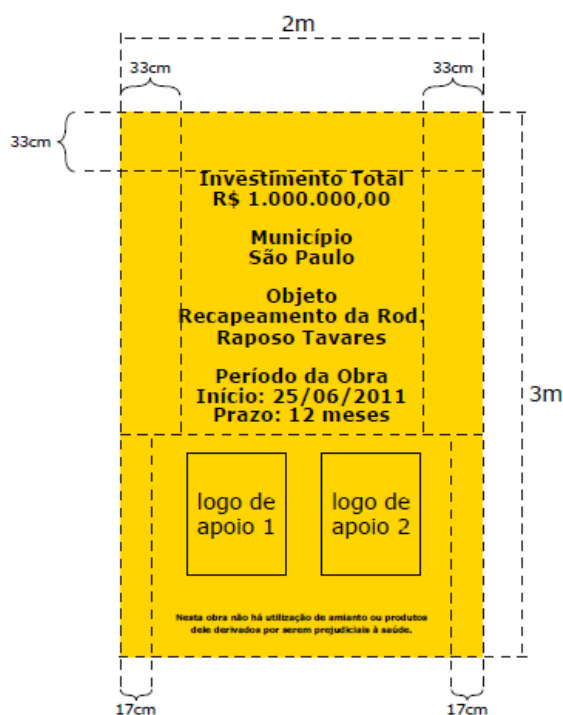 2m
33cm
33cm
33cm
Investimento Total
R$ 1.000.000,00
Município
São Paulo
Objeto
Recapeamento da Rod.
Raposo Tavares
Período da Obra
Início: 25/06/2011
Prazo: 12 meses
3m
logo de
apoio 1
logo de
apoio 2
Nesta obra não há utilização de amianto ou produtos
dele derivados por serem prejudiciais à saúde.
17cm
17cm